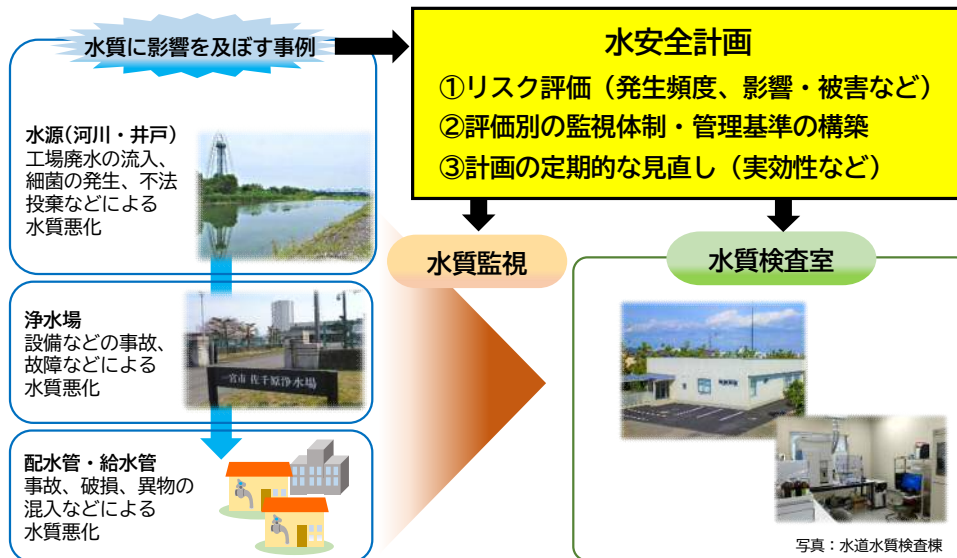 水質に影響を及ぼす事例
水安全計画
①リスク評価（発生頻度、影響・被害など）
②評価別の監視体制・管理基準の構築
③計画の定期的な見直し（実効性など）
水源(河川・井戸)
工場廃水の流入、
細菌の発生、不法
投棄などによる
水質悪化
水質監視
水質検査室
浄水場
設備などの事故、
故障などによる
水質悪化
一宮市 佐千原浄水場
配水管・給水管
事故、破損、異物の
混入などによる
水質悪化
写真：水道水質検査棟